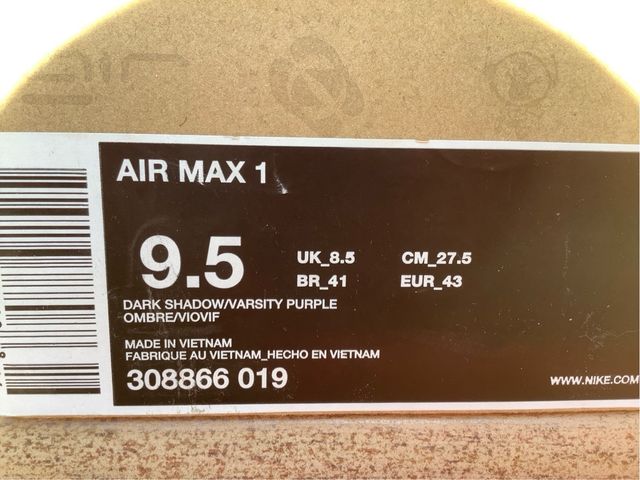 AIR MAX 1
9.5
UK_8.5 CM_27.5
BR_41 EUR_43
DARK SHADOW/VARSITY PURPLE
OMBRE/VIOVIF
MADE IN VIETNAM
FABRIQUE AU VIETNAM_HECHO EN VIETNAM
308866 019
WWW.NIKE.COM